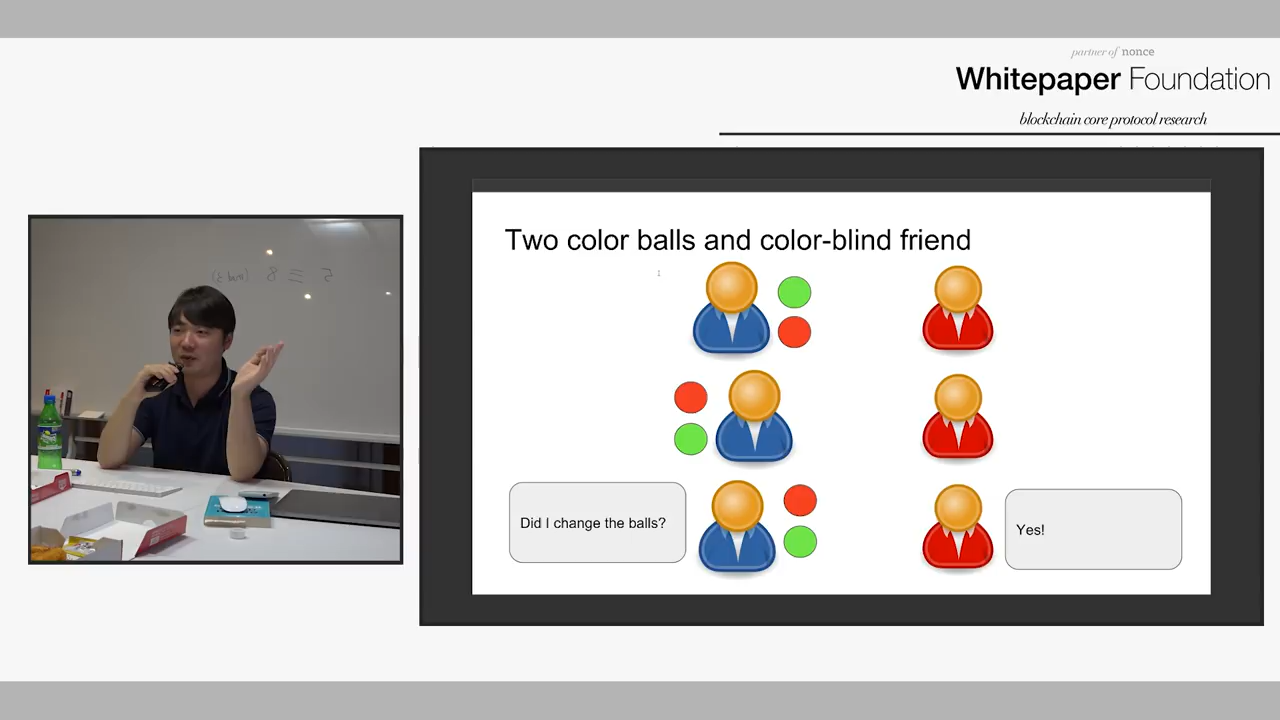 partner of nonce
Whitepaper Foundation
blockchain core protocol research
Two color balls and color-blind friend
Did I change the balls?
Yes!